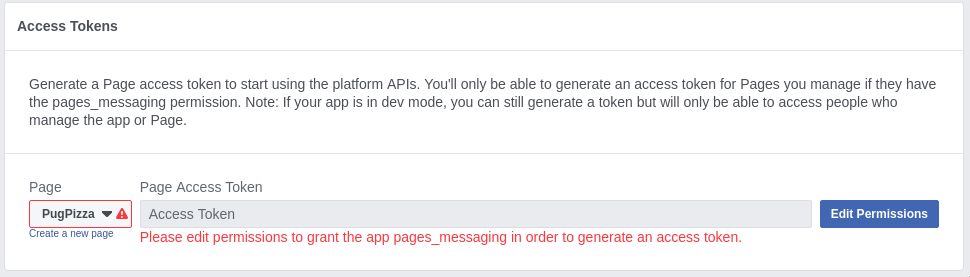 Access Tokens
Generate a Page access token to start using the platform APIs. You'll only be able to generate an access token for Pages you manage if they have
the pages_messaging permission. Note: If your app is in dev mode, you can still generate a token but will only be able to access people who
manage the app or Page.
Page
Page Access Token
PugPizza
Access Token
Edit Permissions
Create a new page
Please edit permissions to grant the app pages_messaging in order to generate an access token.